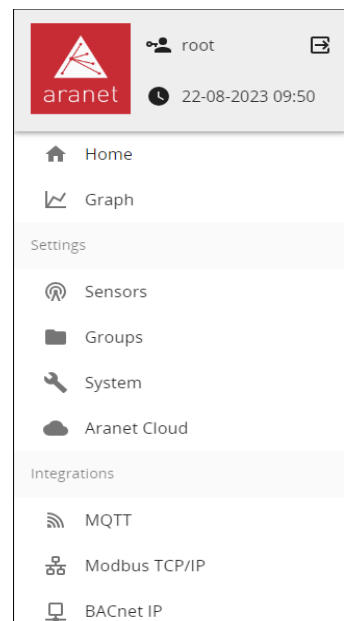 root
aranet
22-08-2023 09:50
Home
Graph
Settings
Sensors
Groups
System
Aranet Cloud
Integrations
MQTT
Modbus TCP/IP
BACnet IP